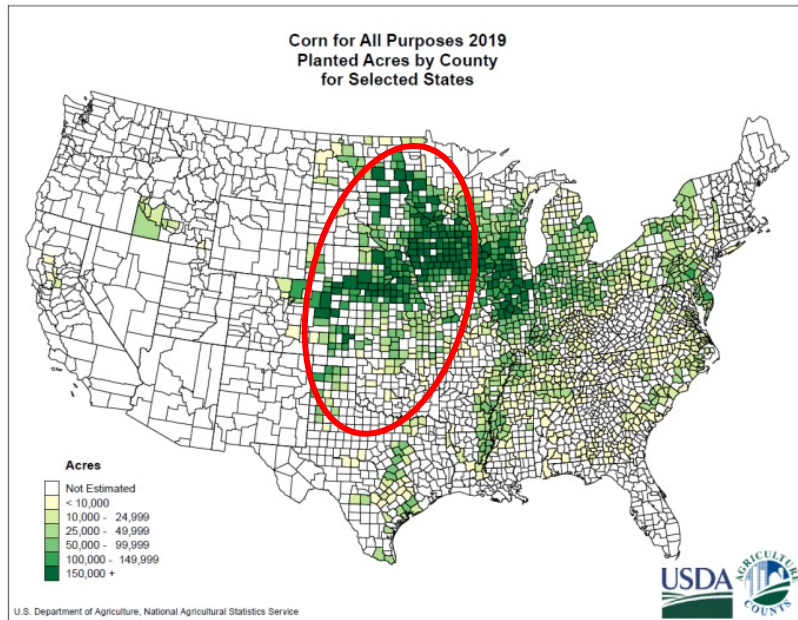 Corn for All Purposes 2019
Planted Acres by County
for Selected States
Acres
Not Estimated
< 10,000
10,000 - 24,999
25,000 - 49,999
50,000 - 99,999
100,000 - 149,999
150,000 +
USDA
AGRICULTURE
COUNTS
U.S. Department of Agriculture, National Agricultural Statistics Service